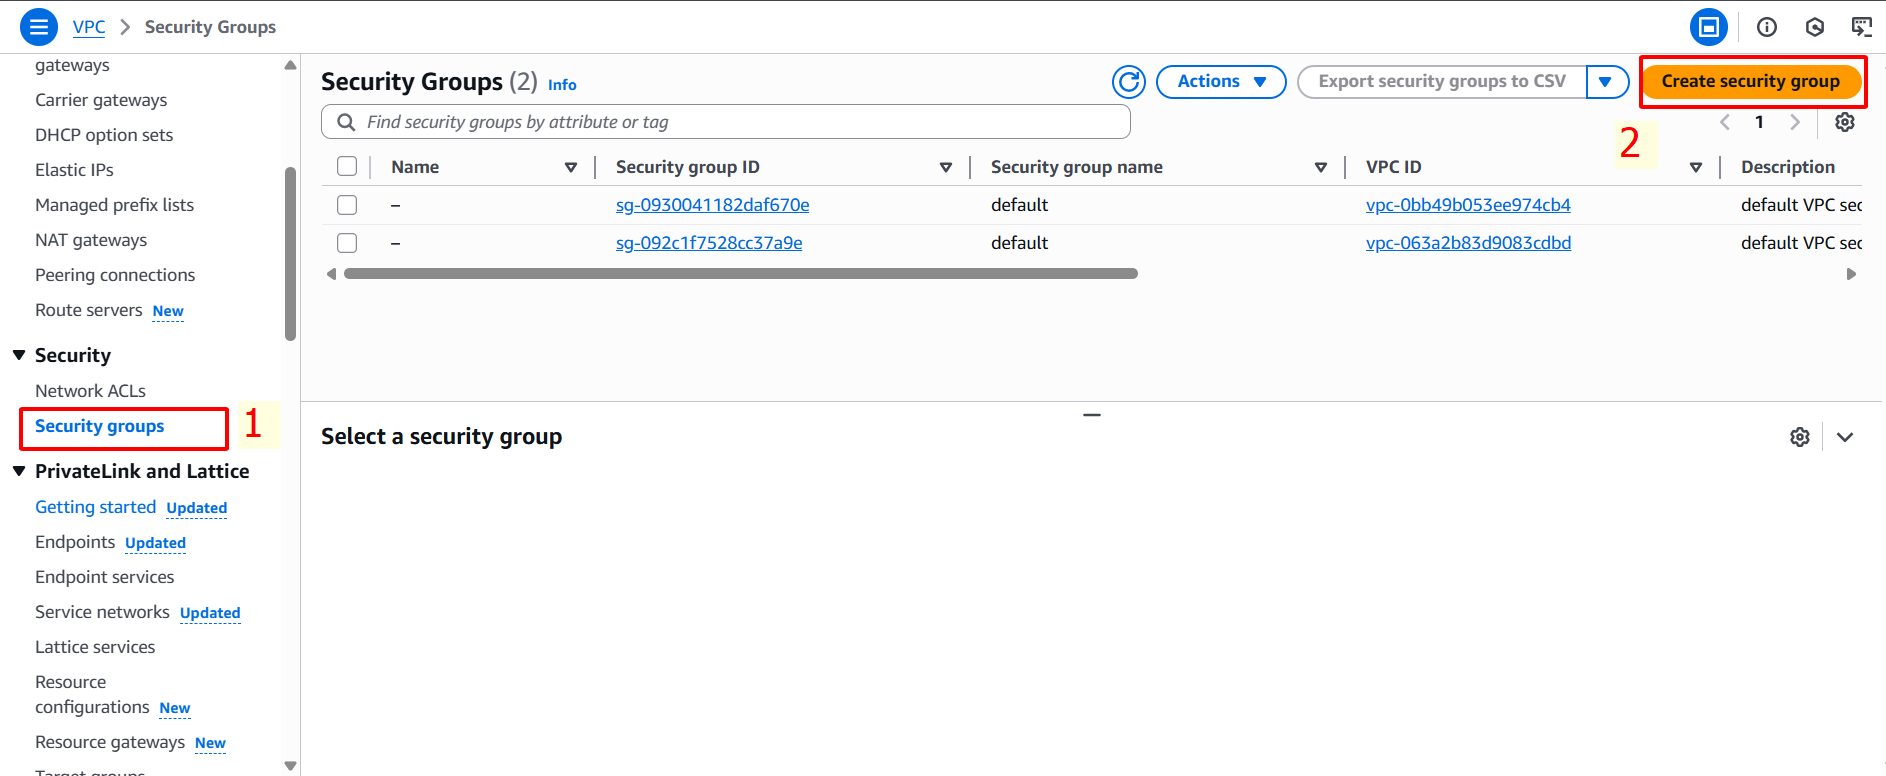 VPC > Security Groups
gateways
Carrier gateways
DHCP option sets
Elastic IPs
Managed prefix lists
NAT gateways
Peering connections
Route servers New
Security
Network ACLs
Security groups 1
PrivateLink and Lattice
Getting started Updated
Endpoints Updated
Endpoint services
Service networks Updated
Lattice services
Resource
configurations New
Resource gateways New
Target groups
Security Groups (2) Info
Actions
Export security groups to CSV
Create security group
Find security groups by attribute or tag
2
1
Name Security group ID Security group name VPC ID Description
– sg-0930041182daf670e default vpc-0bb49b053ee974cb4 default VPC sec
– sg-092c1f7528cc37a9e default vpc-063a2b83d9083cdbd default VPC sec
Select a security group